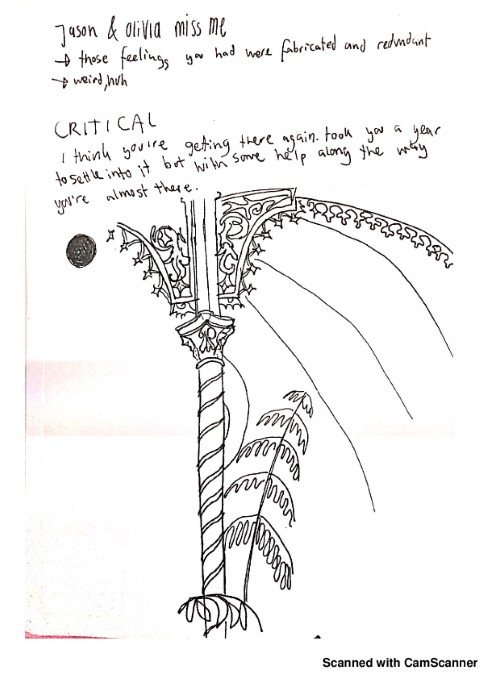 Jason & olivia miss me
→ those feelings you had were fabricated and redundant
→ weird, huh
CRITICAL
I think you're getting there again. took you a year
to settle into it but with some help along the way
you're almost there.
Scanned with CamScanner